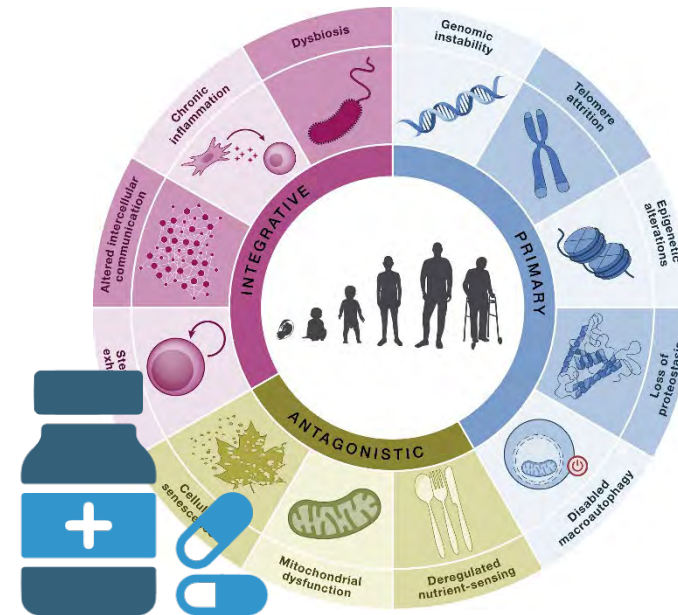 Dysbiosis
Genomic
instability
Telomere
attrition
Epigenetic
alterations
Loss of
proteostasis
Disabled
macroautophagy
Deregulated
nutrient-sensing
Mitochondrial
dysfunction
Altered intercellular
communication
Chronic
inflammation
INTEGRATIVE
PRIMARY
ANTAGONISTIC